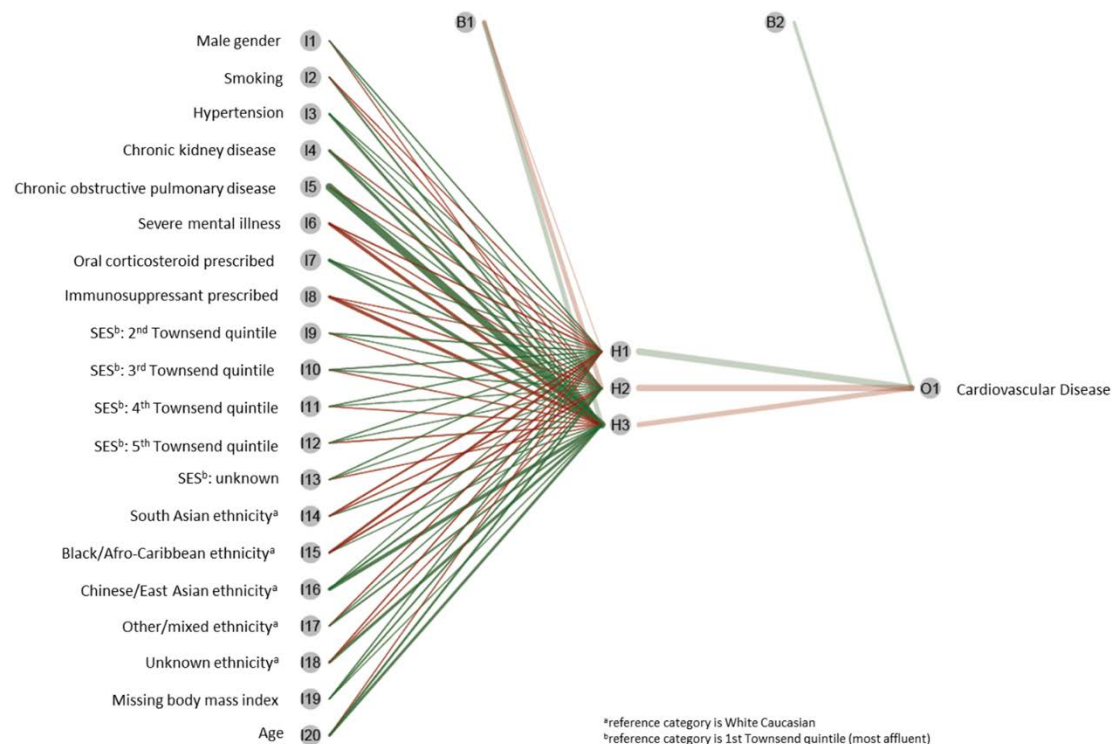 B1
B2
Male gender I1
Smoking I2
Hypertension I3
Chronic kidney disease I4
Chronic obstructive pulmonary disease I5
Severe mental illness I6
Oral corticosteroid prescribed I7
Immunosuppressant prescribed I8
SESᵇ: 2ⁿᵈ Townsend quintile I9
H1
SESᵇ: 3ʳᵈ Townsend quintile I10
H2
O1 Cardiovascular Disease
SESᵇ: 4ᵗʰ Townsend quintile I11
H3
SESᵇ: 5ᵗʰ Townsend quintile I12
SESᵇ: unknown I13
South Asian ethnicityᵃ I14
Black/Afro-Caribbean ethnicityᵃ I15
Chinese/East Asian ethnicityᵃ I16
Other/mixed ethnicityᵃ I17
Unknown ethnicityᵃ I18
Missing body mass index I19
Age I20
ᵃreference category is White Caucasian
ᵇreference category is 1st Townsend quintile (most affluent)